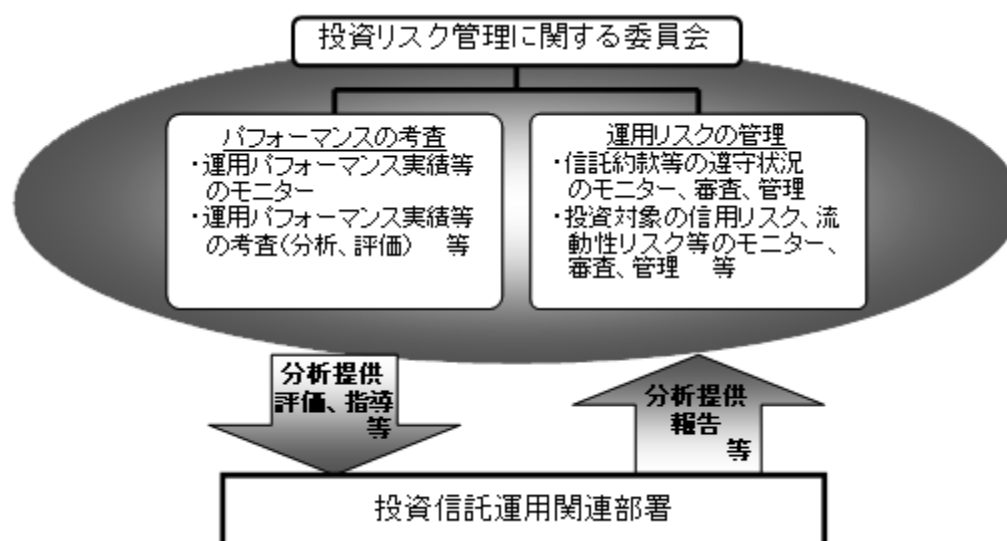 投資リスク管理に関する委員会
パフォーマンスの考査
・運用パフォーマンス実績等
のモニター
・運用パフォーマンス実績等
の考査(分析、評価)　等
運用リスクの管理
・信託約款等の遵守状況
のモニター、審査、管理
・投資対象の信用リスク、流
動性リスク等のモニター、
審査、管理　等
分析提供
評価、指導
等
分析提供
報告
等
投資信託運用関連部署